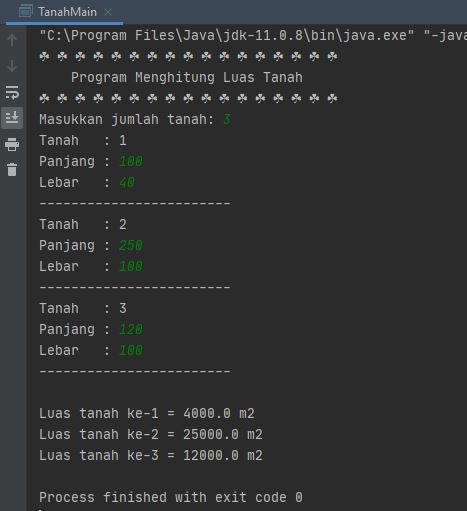 TanahMain
"C:\Program Files\Java\jdk-11.0.8\bin\java.exe" "-java
☘ ☘ ☘ ☘ ☘ ☘ ☘ ☘ ☘ ☘ ☘ ☘ ☘ ☘
Program Menghitung Luas Tanah
☘ ☘ ☘ ☘ ☘ ☘ ☘ ☘ ☘ ☘ ☘ ☘ ☘ ☘
Masukkan jumlah tanah: 3
Tanah   : 1
Panjang : 100
Lebar   : 40
------------------------
Tanah   : 2
Panjang : 250
Lebar   : 100
------------------------
Tanah   : 3
Panjang : 120
Lebar   : 100
------------------------
Luas tanah ke-1 = 4000.0 m2
Luas tanah ke-2 = 25000.0 m2
Luas tanah ke-3 = 12000.0 m2
Process finished with exit code 0